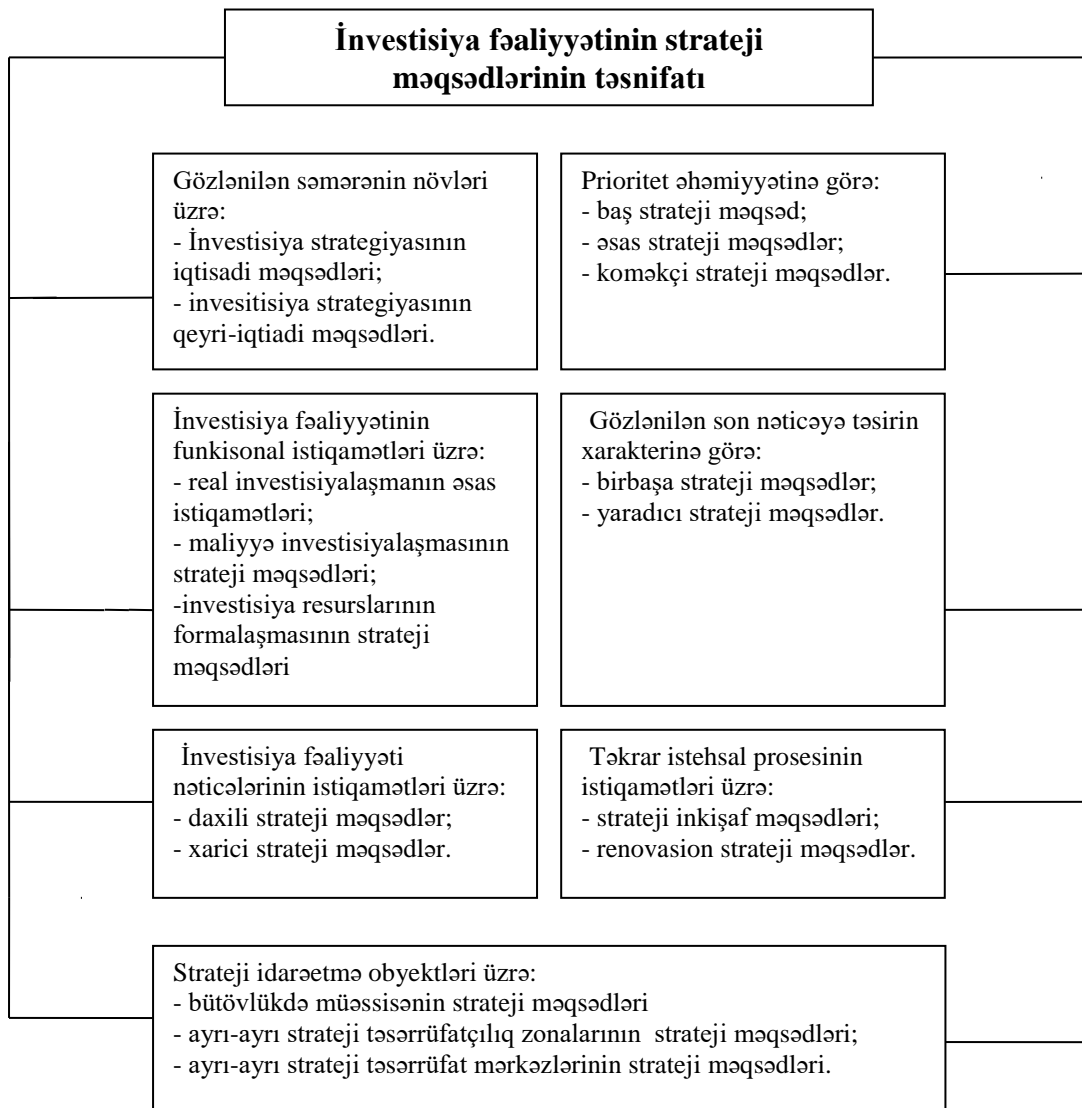 İnvestisiya fəaliyyətinin strateji
məqsədlərinin təsnifatı
Gözlənilən səmərənin növləri
üzrə:
- İnvestisiya strategiyasının
iqtisadi məqsədləri;
- invesitisiya strategiyasının
qeyri-iqtiadi məqsədləri.
Prioritet əhəmiyyətinə görə:
- baş strateji məqsəd;
- əsas strateji məqsədlər;
- koməkçi strateji məqsədlər.
İnvestisiya fəaliyyətinin
funkisonal istiqamətləri üzrə:
- real investisiyalaşmanın əsas
istiqamətləri;
- maliyyə investisiyalaşmasının
strateji məqsədləri;
-investisiya resurslarının
formalaşmasının strateji
məqsədləri
Gözlənilən son nəticəyə təsirin
xarakterinə görə:
- birbaşa strateji məqsədlər;
- yaradıcı strateji məqsədlər.
İnvestisiya fəaliyyəti
nəticələrinin istiqamətləri üzrə:
- daxili strateji məqsədlər;
- xarici strateji məqsədlər.
Təkrar istehsal prosesinin
istiqamətləri üzrə:
- strateji inkişaf məqsədləri;
- renovasion strateji məqsədlər.
Strateji idarəetmə obyektləri üzrə:
- bütövlükdə müəssisənin strateji məqsədləri
- ayrı-ayrı strateji təsərrüfatçılıq zonalarının strateji məqsədləri;
- ayrı-ayrı strateji təsərrüfat mərkəzlərinin strateji məqsədləri.